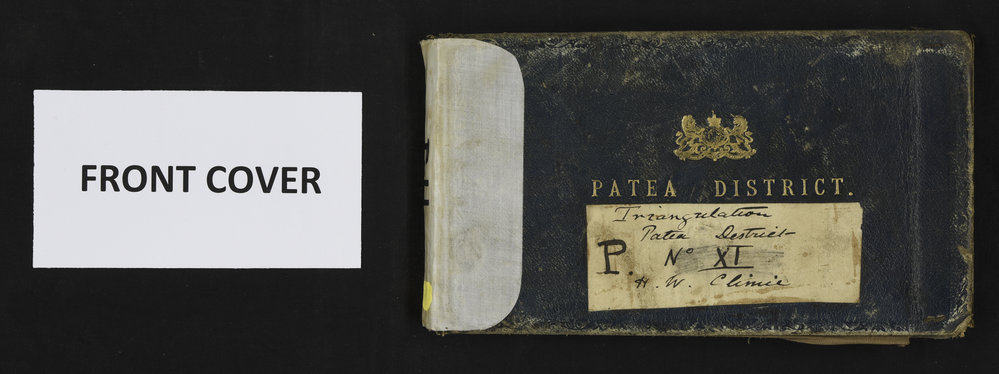 FRONT COVER
PATEA DISTRICT.
Triangulation
Patea District
P. No XI
H. W. Climie